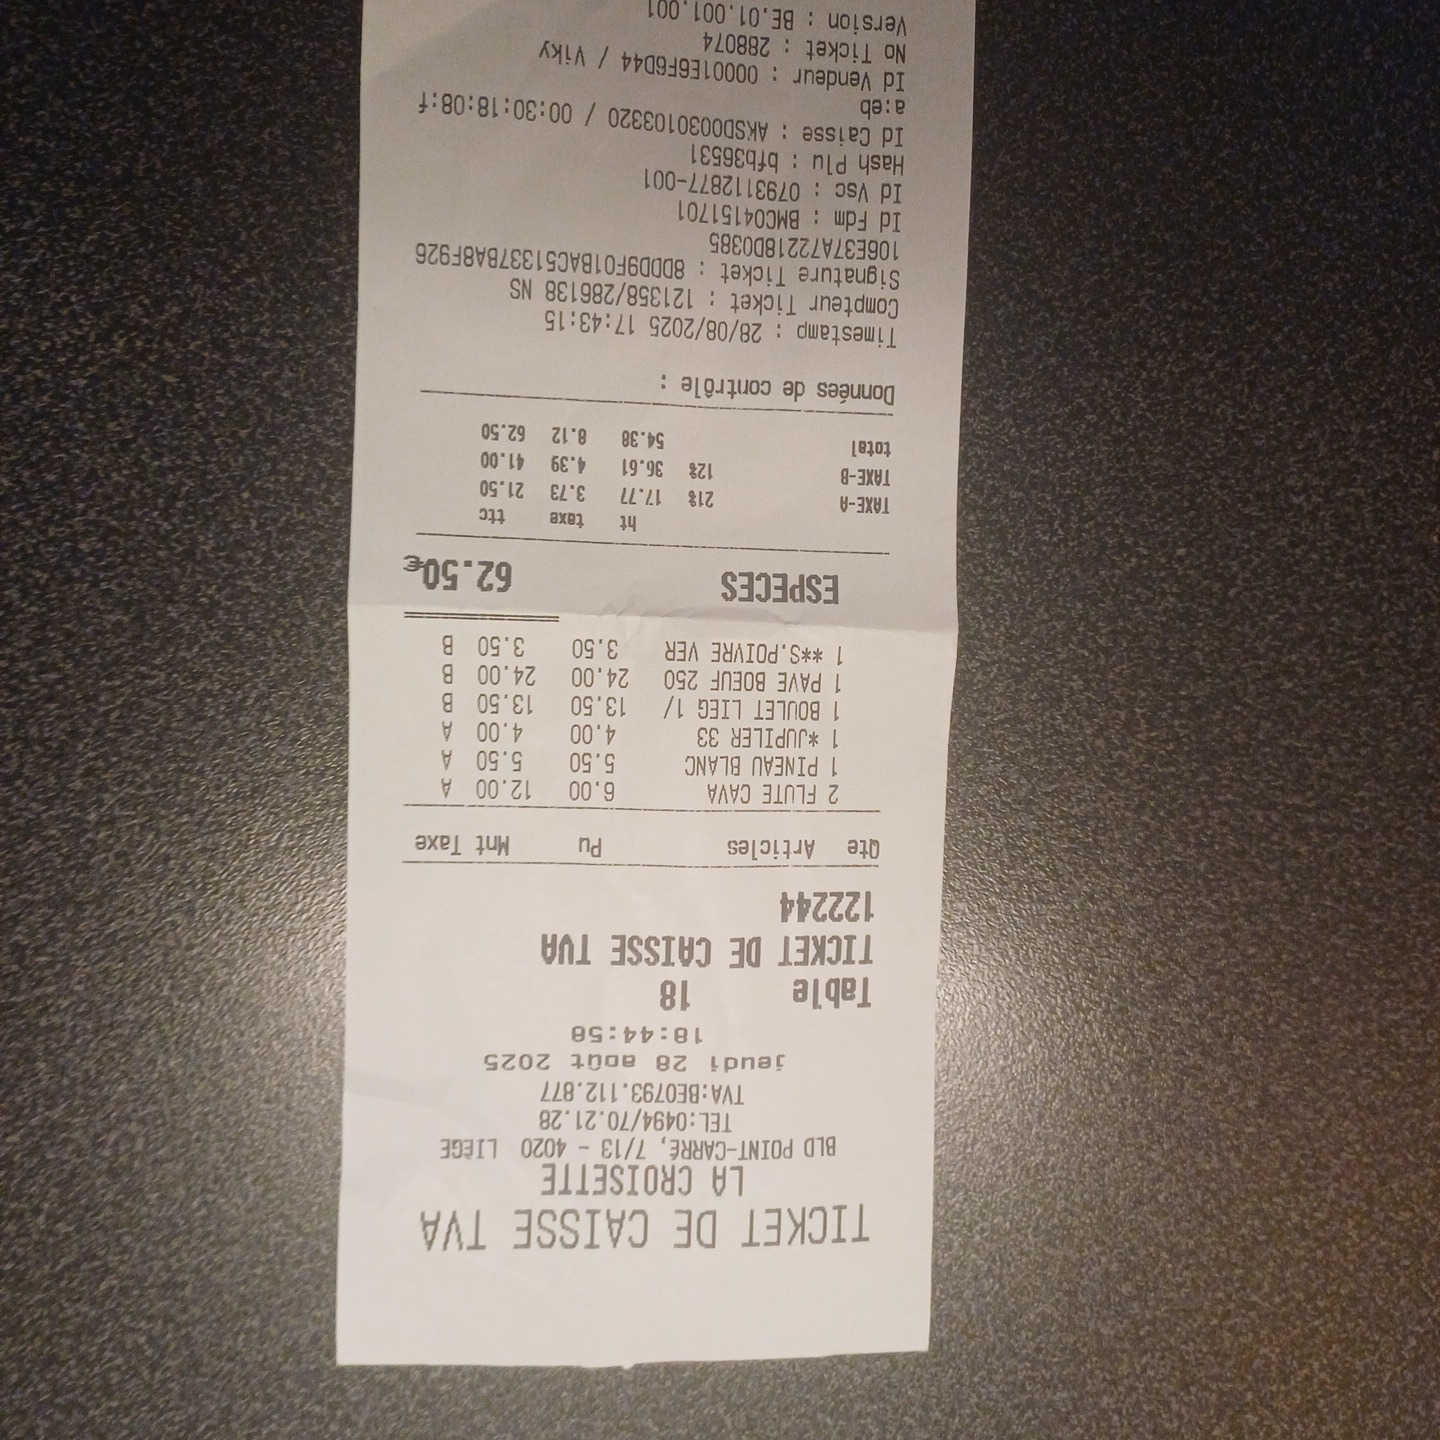 TICKET DE CAISSE TVA
LA CROISETTE
BLD POINT-CARRÉ, 7/13 - 4020 LIEGE
TEL:0494/70.21.28
TVA:BE0793.112.877
jeudi 28 août 2025
18:44:58
Table 18
TICKET DE CAISSE TVA
122244
Qte Articles Pu Mnt Taxe
2 FLUTE CAVA 6.00 12.00 A
1 PINEAU BLANC 5.50 5.50 A
1 *JUPILER 33 4.00 4.00 A
1 BOULET LIEG 1/ 13.50 13.50 B
1 PAVE BOEUF 250 24.00 24.00 B
1 **S.POIVRE VER 3.50 3.50 B
ESPECES 62.50€
ht taxe ttc
TAXE-A 21% 17.77 3.73 21.50
TAXE-B 12% 36.61 4.39 41.00
total 54.38 8.12 62.50
Données de contrôle :
Timestamp : 28/08/2025 17:43:15
Compteur Ticket : 121358/286138 NS
Signature Ticket : 8DDD9F01BAC51337BA8F926
106E37A72218D0385
Id Fdm : BMC04151701
Id Vsc : 0793112877-001
Hash Plu : bfb36531
Id Caisse : AKSD0030103320 / 00:30:18:08:f
a:eb
Id Vendeur : 00001E6F6D44 / Viky
No Ticket : 288074
Version : BE.01.001.001